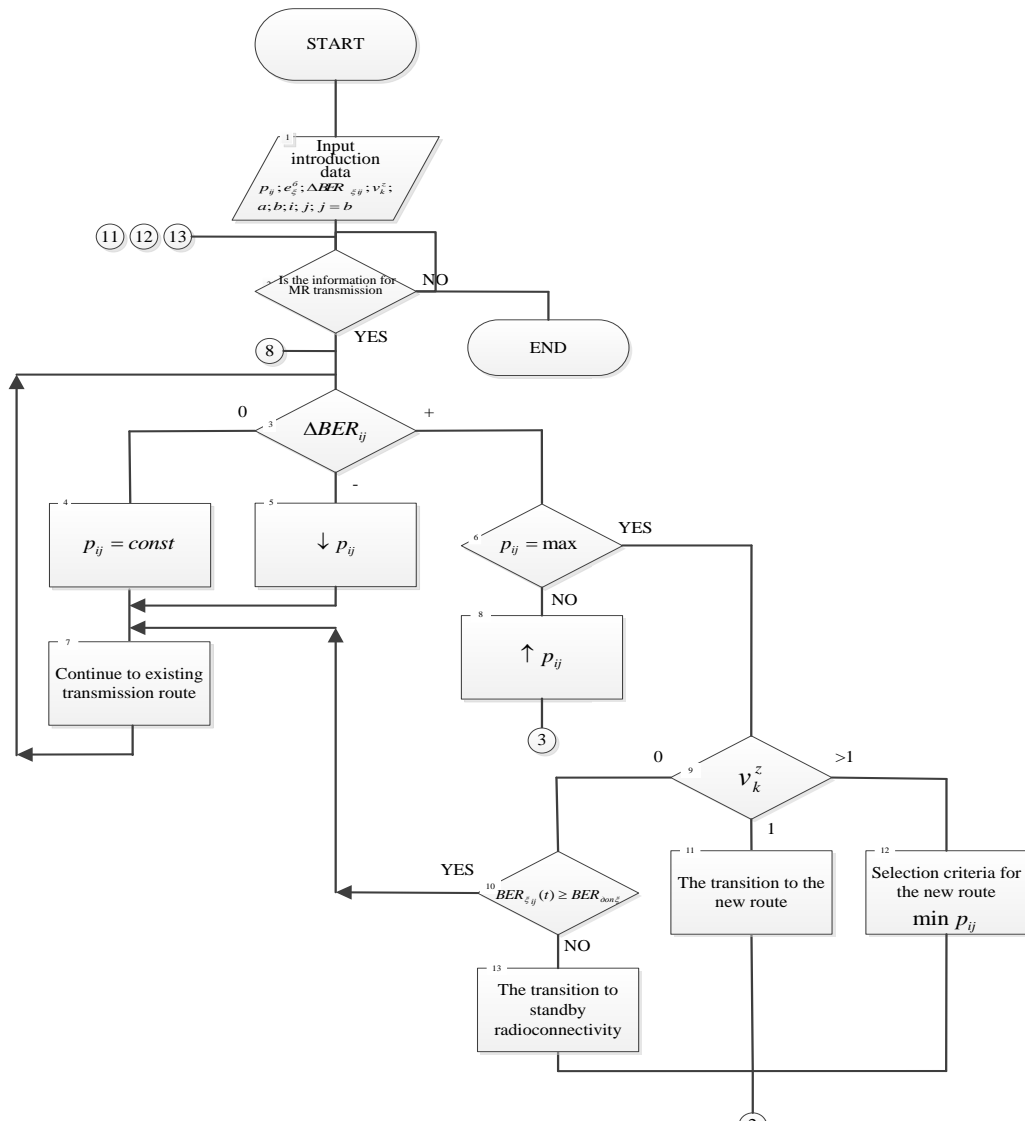 START
1
Input
introduction
data
p_ij ; e_ξ^б ; ΔBER_ξij ; v_k^z ;
a; b; i; j; j = b
11 12 13
Is the information for
MR transmission
NO
YES
END
8
0
+
3
ΔBER_ij
-
4
p_ij = const
5
↓ p_ij
6
p_ij = max
YES
NO
7
Continue to existing
transmission route
8
↑ p_ij
3
0
>1
9
v_k^z
1
YES
10
BER_ξij (t) ≥ BER_допξ
NO
11
The transition to the
new route
12
Selection criteria for
the new route
min p_ij
13
The transition to
standby
radioconnectivity